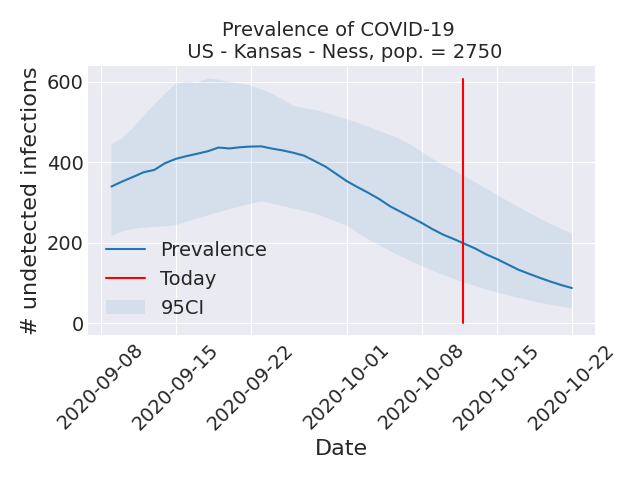 Prevalence of COVID-19
US - Kansas - Ness, pop. = 2750
# undetected infections
600
400
200
0
Prevalence
Today
95CI
2020-09-08
2020-09-15
2020-09-22
2020-10-01
2020-10-08
2020-10-15
2020-10-22
Date